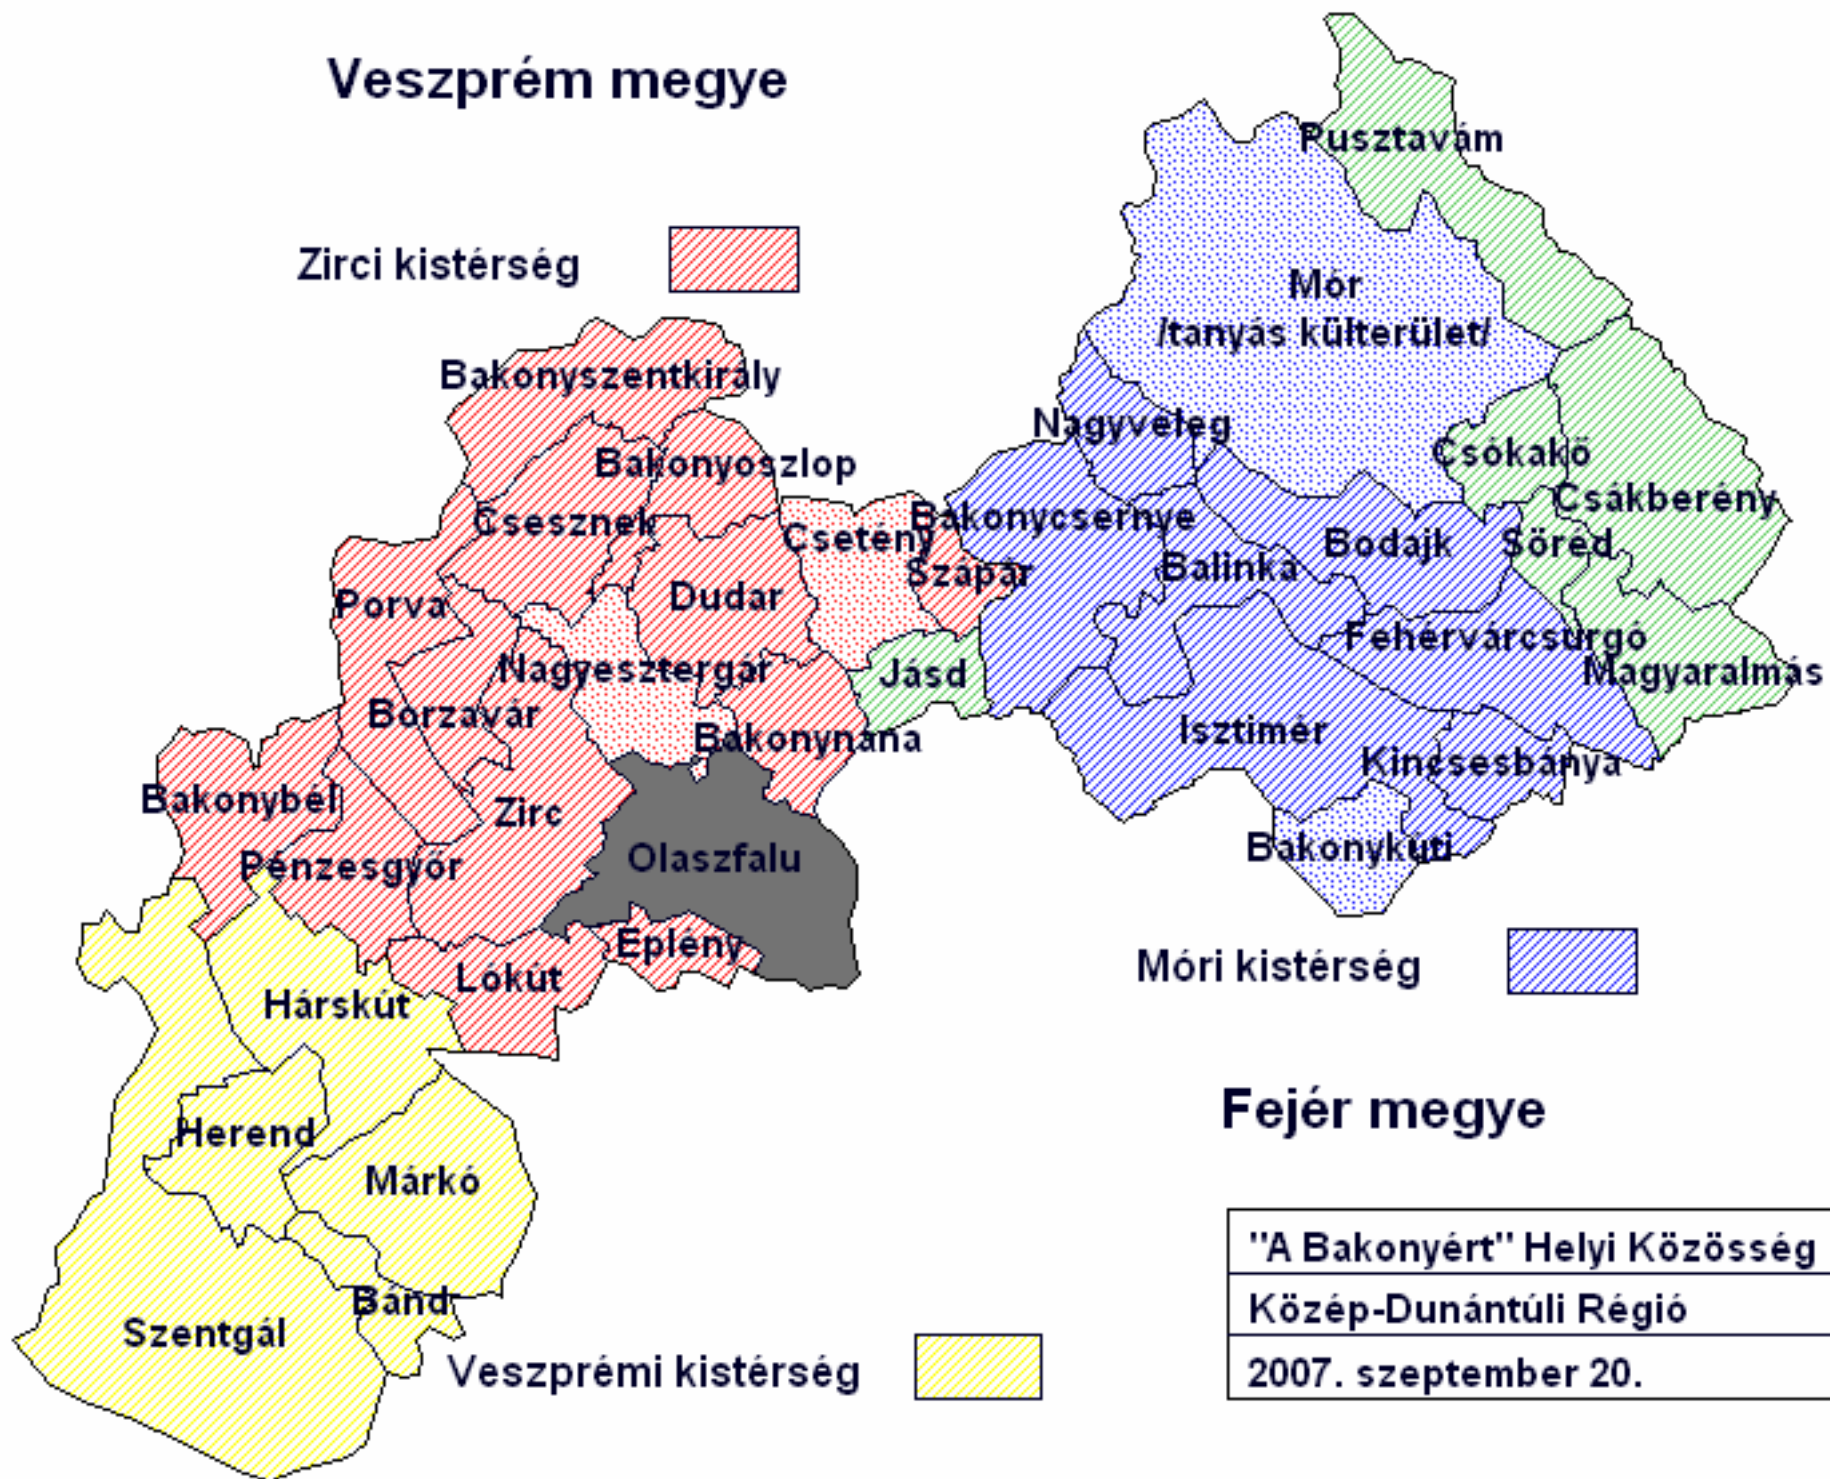 Veszprém megye
Pusztavám
Zirci kistérség
Mór
/tanyás külterület/
Bakonyszentkirály
Nagyveleg
Csókakő
Bakonyoszlop
Csákberény
Csesznek
Csetény
Bakonycsernye
Bodajk
Söred
Balinka
Szápár
Dudar
Porva
Fehérvárcsurgó
Nagyesztergár
Jásd
Magyaralmás
Borzavár
Isztimér
Bakonynána
Kincsesbánya
Bakonybél
Zirc
Bakonykúti
Olaszfalu
Pénzesgyőr
Eplény
Lókút
Móri kistérség
Hárskút
Fejér megye
Herend
Márkó
"A Bakonyért" Helyi Közösség
Bánd
Közép-Dunántúli Régió
Szentgál
Veszprémi kistérség
2007. szeptember 20.